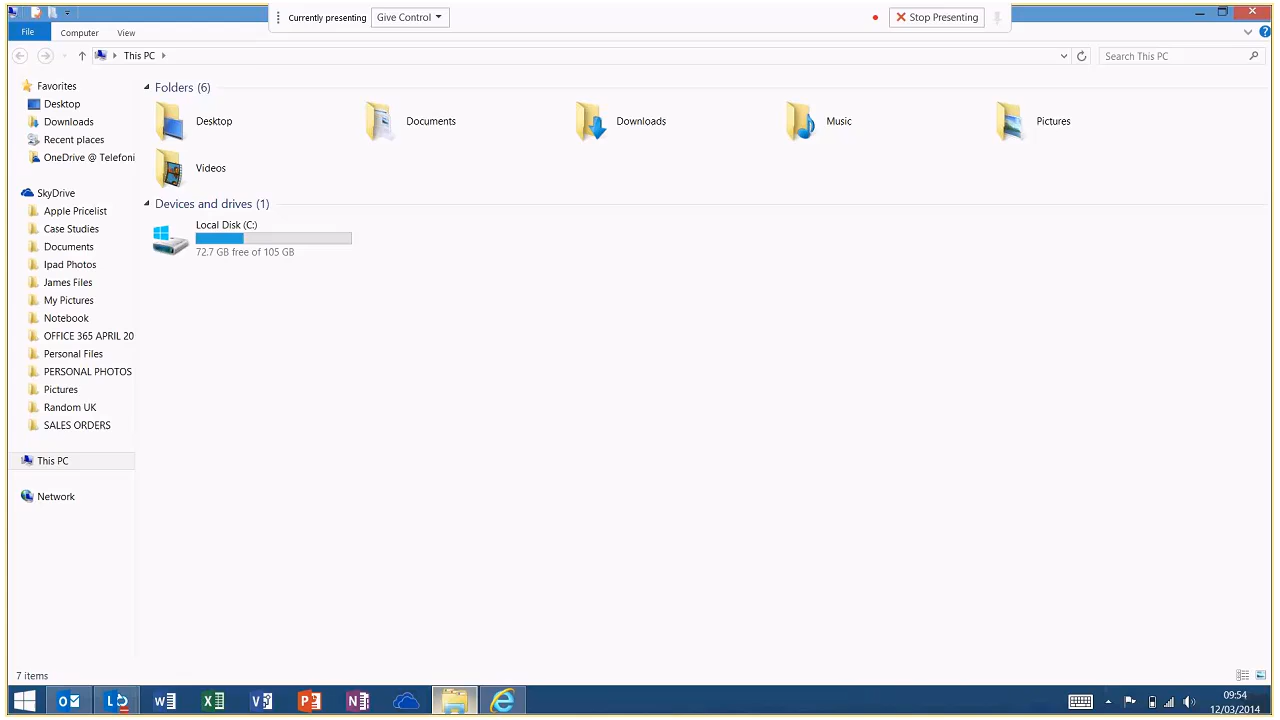 Currently presenting Give Control Stop Presenting
File Computer View
This PC Search This PC
Favorites
Desktop
Downloads
Recent places
OneDrive @ Telefoni
SkyDrive
Apple Pricelist
Case Studies
Documents
Ipad Photos
James Files
My Pictures
Notebook
OFFICE 365 APRIL 20
Personal Files
PERSONAL PHOTOS
Pictures
Random UK
SALES ORDERS
This PC
Network
Folders (6)
Desktop Documents Downloads Music Pictures
Videos
Devices and drives (1)
Local Disk (C:)
72.7 GB free of 105 GB
7 items
09:54
12/03/2014